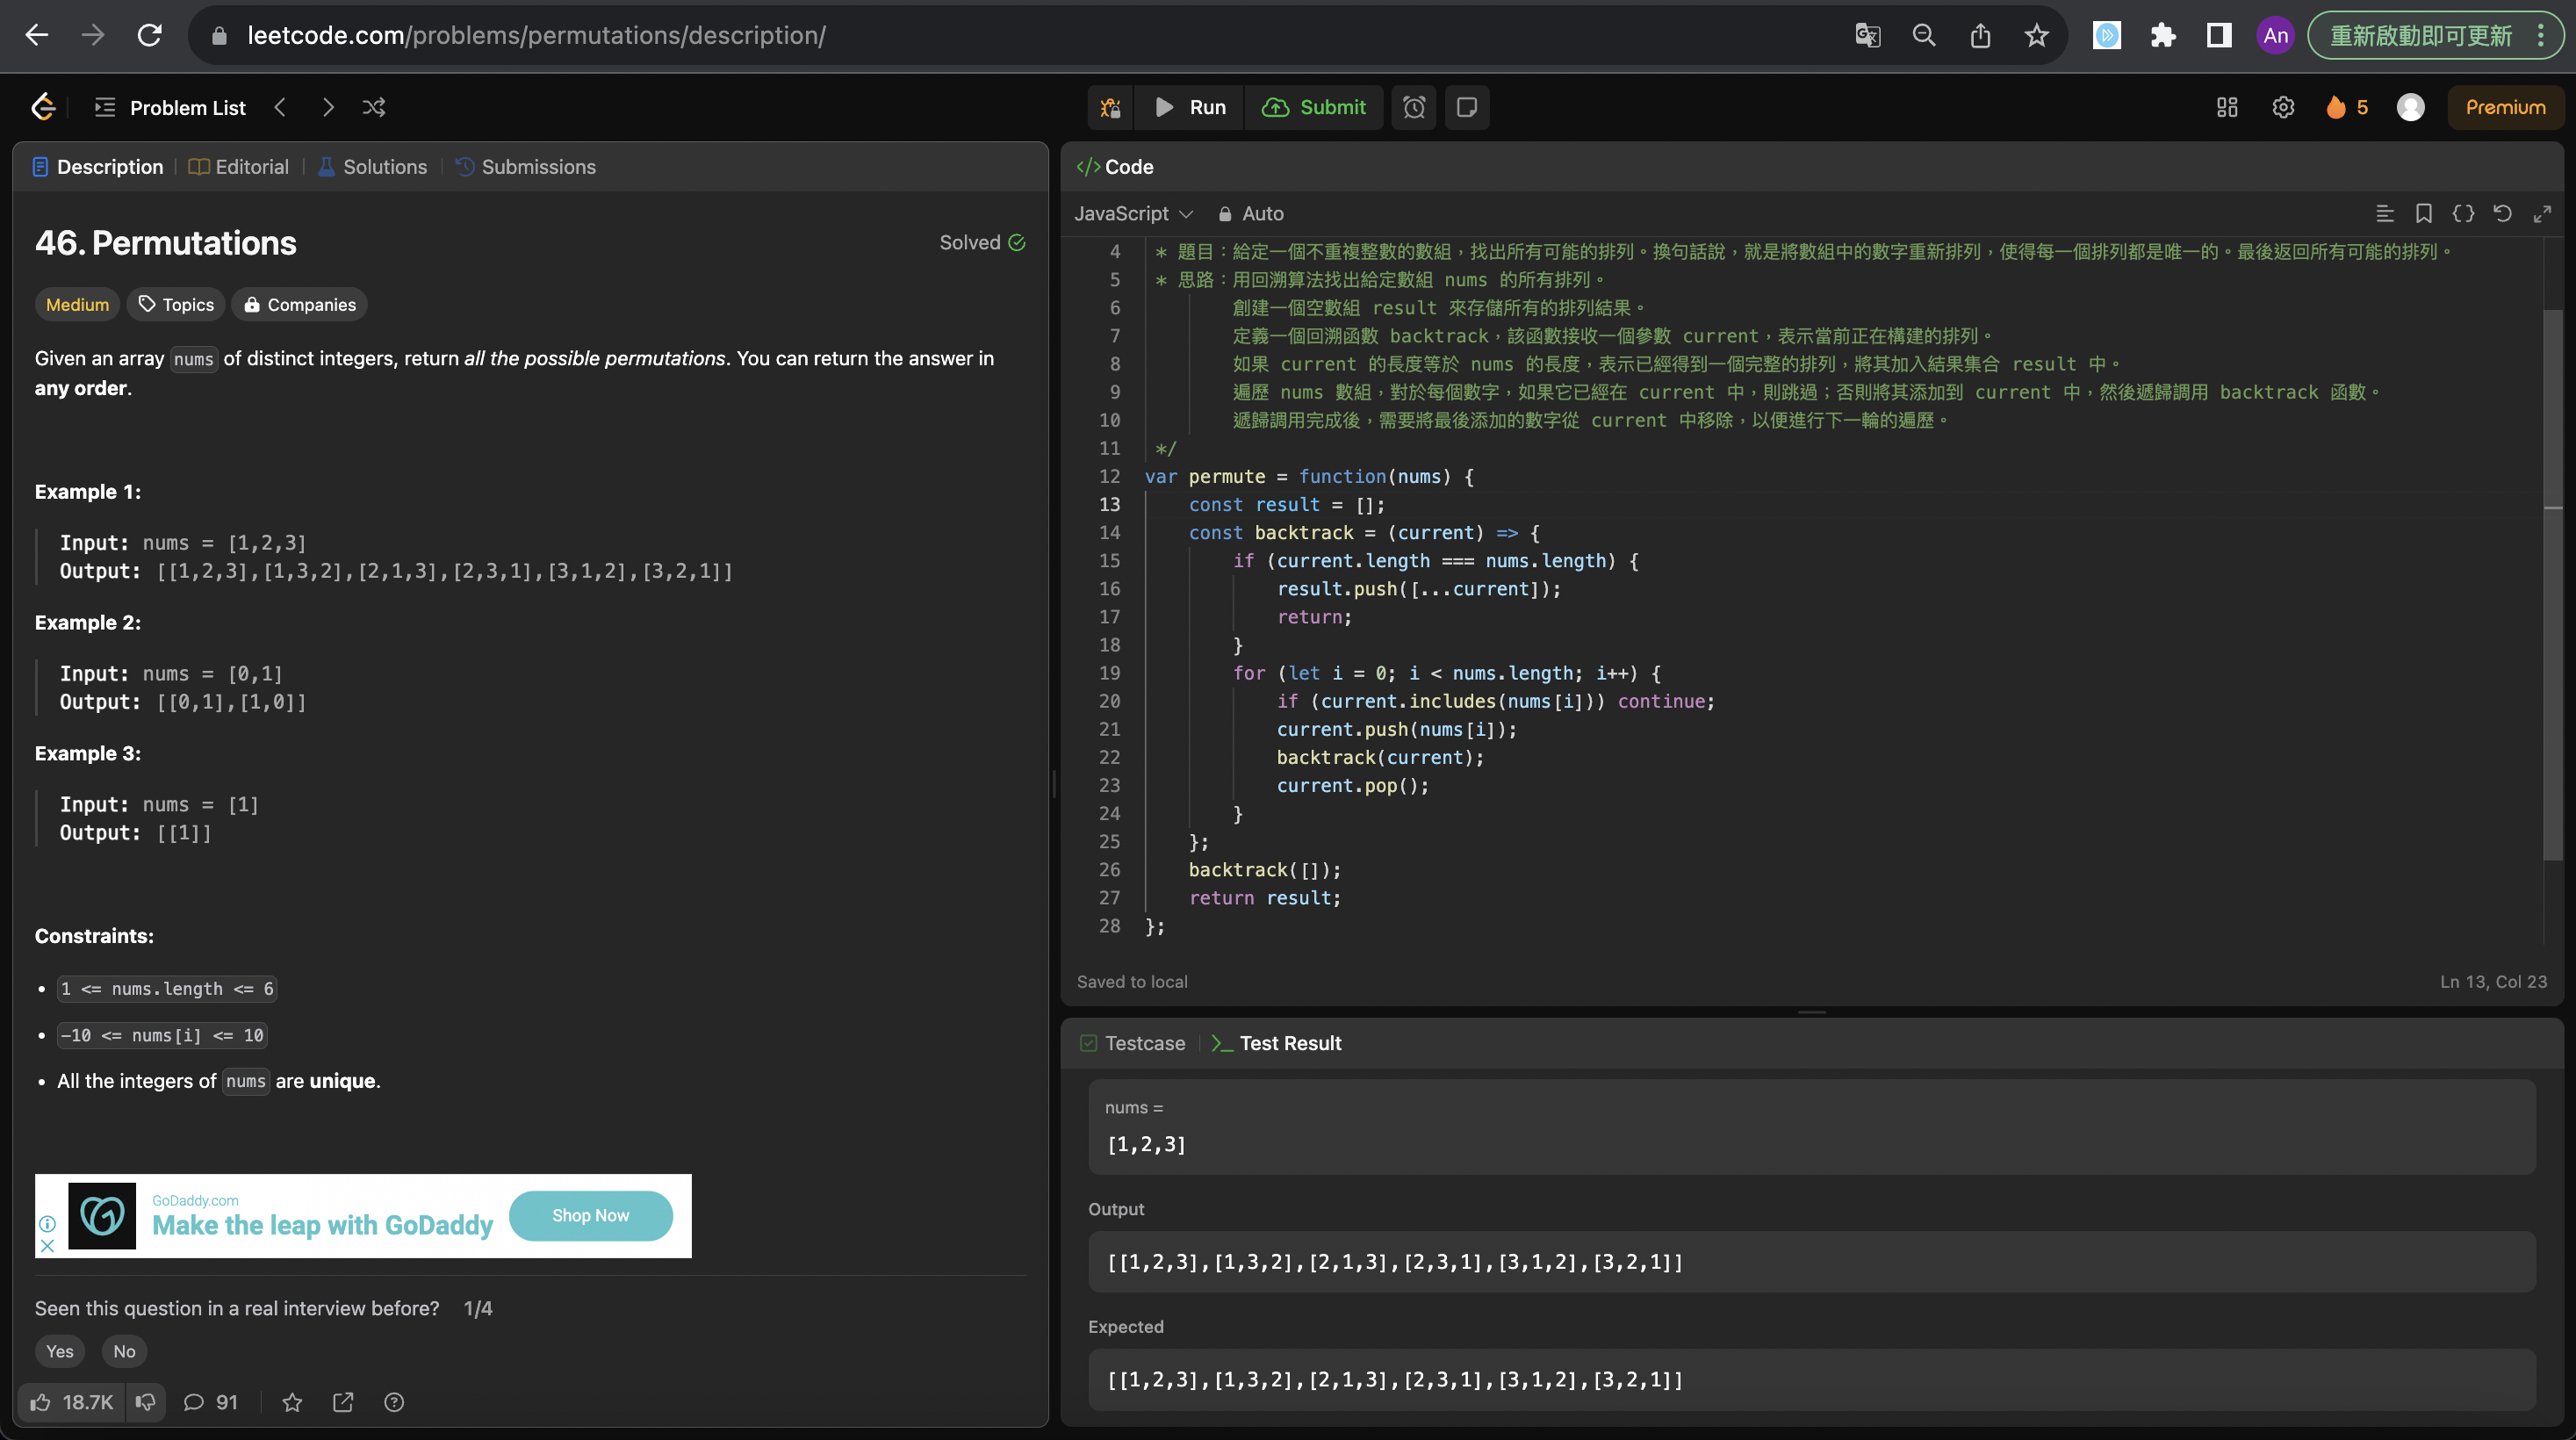 leetcode.com/problems/permutations/description/
An
重新啟動即可更新
Problem List
Run
Submit
5
Premium
Description
Editorial
Solutions
Submissions
46. Permutations
Solved
Medium
Topics
Companies
Given an array nums of distinct integers, return all the possible permutations. You can return the answer in
any order.
Example 1:
Input: nums = [1,2,3]
Output: [[1,2,3],[1,3,2],[2,1,3],[2,3,1],[3,1,2],[3,2,1]]
Example 2:
Input: nums = [0,1]
Output: [[0,1],[1,0]]
Example 3:
Input: nums = [1]
Output: [[1]]
Constraints:
• 1 <= nums.length <= 6
• -10 <= nums[i] <= 10
• All the integers of nums are unique.
GoDaddy.com
Make the leap with GoDaddy
Shop Now
Seen this question in a real interview before? 1/4
Yes
No
18.7K
91
</> Code
JavaScript
Auto
4 * 題目：給定一個不重複整數的數組，找出所有可能的排列。換句話說，就是將數組中的數字重新排列，使得每一個排列都是唯一的。最後返回所有可能的排列。
5 * 思路：用回溯算法找出給定數組 nums 的所有排列。
6 創建一個空數組 result 來存儲所有的排列結果。
7 定義一個回溯函數 backtrack，該函數接收一個參數 current，表示當前正在構建的排列。
8 如果 current 的長度等於 nums 的長度，表示已經得到一個完整的排列，將其加入結果集合 result 中。
9 遍歷 nums 數組，對於每個數字，如果它已經在 current 中，則跳過；否則將其添加到 current 中，然後遞歸調用 backtrack 函數。
10 遞歸調用完成後，需要將最後添加的數字從 current 中移除，以便進行下一輪的遍歷。
11 */
12 var permute = function(nums) {
13 const result = [];
14 const backtrack = (current) => {
15 if (current.length === nums.length) {
16 result.push([...current]);
17 return;
18 }
19 for (let i = 0; i < nums.length; i++) {
20 if (current.includes(nums[i])) continue;
21 current.push(nums[i]);
22 backtrack(current);
23 current.pop();
24 }
25 };
26 backtrack([]);
27 return result;
28 };
Saved to local
Ln 13, Col 23
Testcase
Test Result
nums =
[1,2,3]
Output
[[1,2,3],[1,3,2],[2,1,3],[2,3,1],[3,1,2],[3,2,1]]
Expected
[[1,2,3],[1,3,2],[2,1,3],[2,3,1],[3,1,2],[3,2,1]]